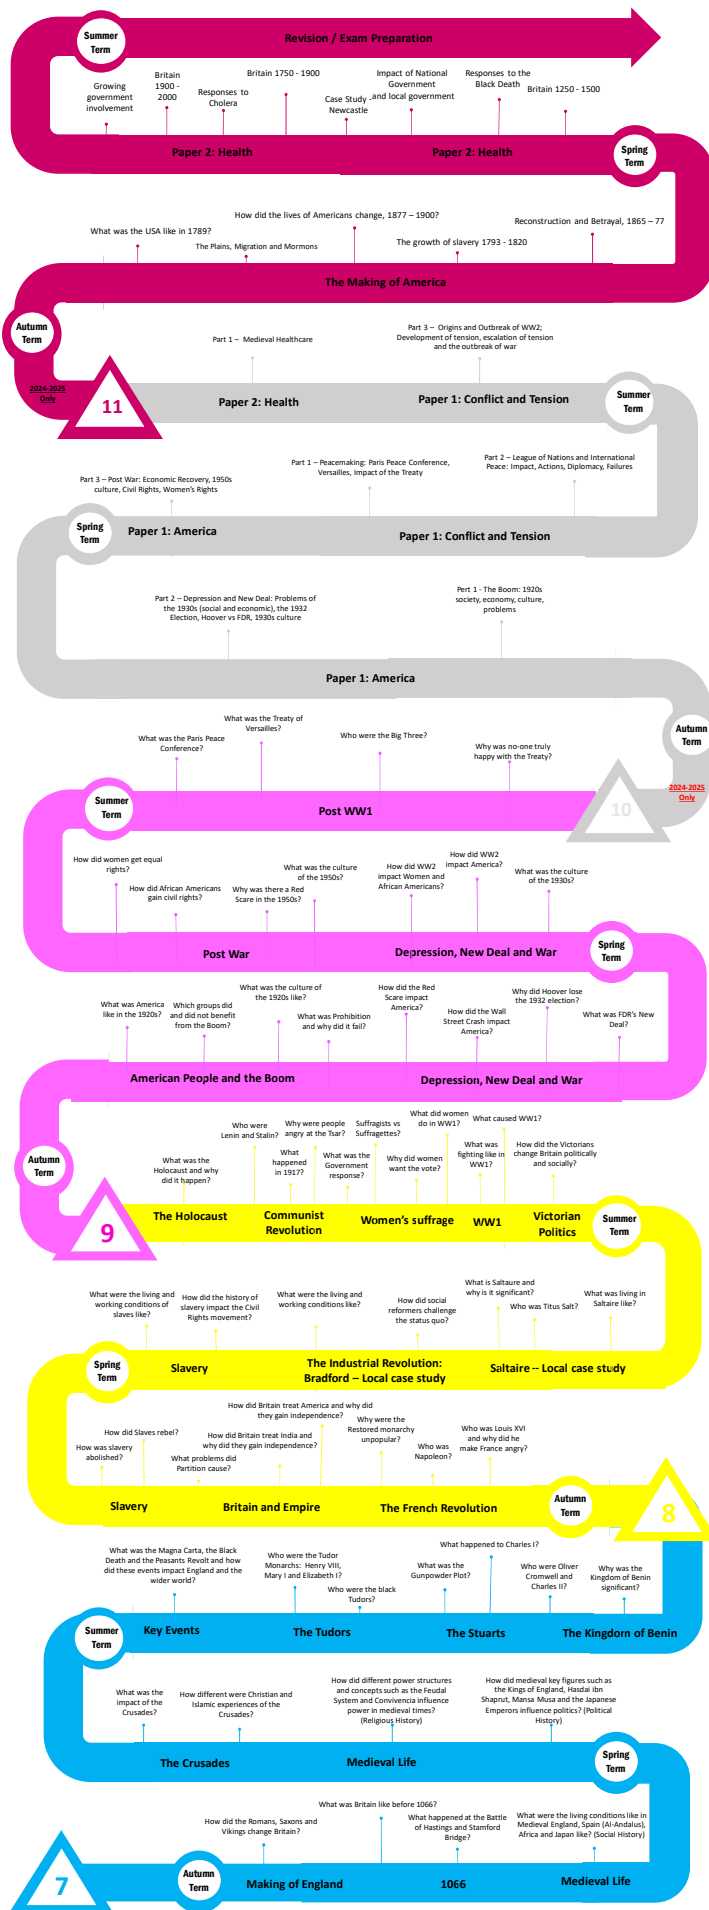 Summer
Term
Revision / Exam Preparation
Growing
government
involvement
Britain
1900 -
2000
Responses to
Cholera
Britain 1750 - 1900
Case Study -
Newcastle
Impact of National
Government
and local government
Responses to the
Black Death
Britain 1250 - 1500
Paper 2: Health
Paper 2: Health
Spring
Term
What was the USA like in 1789?
The Plains, Migration and Mormons
How did the lives of Americans change, 1877 – 1900?
The growth of slavery 1793 - 1820
Reconstruction and Betrayal, 1865 – 77
The Making of America
Autumn
Term
2024-2025
Only
11
Part 1 – Medieval Healthcare
Part 3 – Origins and Outbreak of WW2;
Development of tension, escalation of tension
and the outbreak of war
Paper 2: Health
Paper 1: Conflict and Tension
Summer
Term
Part 3 – Post War: Economic Recovery, 1950s
culture, Civil Rights, Women's Rights
Part 1 – Peacemaking: Paris Peace Conference,
Versailles, Impact of the Treaty
Part 2 – League of Nations and International
Peace: Impact, Actions, Diplomacy, Failures
Spring
Term
Paper 1: America
Paper 1: Conflict and Tension
Part 2 – Depression and New Deal: Problems of
the 1930s (social and economic), the 1932
Election, Hoover vs FDR, 1930s culture
Pert 1 - The Boom: 1920s
society, economy, culture,
problems
Paper 1: America
Autumn
Term
2024-2025
Only
10
What was the Paris Peace
Conference?
What was the Treaty of
Versailles?
Who were the Big Three?
Why was no-one truly
happy with the Treaty?
Summer
Term
Post WW1
How did women get equal
rights?
How did African Americans
gain civil rights?
Why was there a Red
Scare in the 1950s?
What was the culture
of the 1950s?
How did WW2
impact Women and
African Americans?
How did WW2
impact America?
What was the culture
of the 1930s?
Post War
Depression, New Deal and War
Spring
Term
What was America
like in the 1920s?
Which groups did
and did not benefit
from the Boom?
What was the culture of
the 1920s like?
What was Prohibition
and why did it fail?
How did the Red
Scare impact
America?
How did the Wall
Street Crash impact
America?
Why did Hoover lose
the 1932 election?
What was FDR's New
Deal?
American People and the Boom
Depression, New Deal and War
Autumn
Term
9
What was the
Holocaust and why
did it happen?
Who were
Lenin and Stalin?
What
happened
in 1917?
Why were people
angry at the Tsar?
What was the
Government
response?
Suffragists vs
Suffragettes?
Why did women
want the vote?
What did women
do in WW1?
What was
fighting like in
WW1?
What caused WW1?
How did the Victorians
change Britain politically
and socially?
The Holocaust
Communist
Revolution
Women's suffrage
WW1
Victorian
Politics
Summer
Term
What were the living and
working conditions of
slaves like?
How did the history of
slavery impact the Civil
Rights movement?
What were the living and
working conditions like?
How did social
reformers challenge
the status quo?
What is Saltaure and
why is it significant?
Who was Titus Salt?
What was living in
Saltaire like?
Spring
Term
Slavery
The Industrial Revolution:
Bradford – Local case study
Saltaire -- Local case study
How was slavery
abolished?
How did Slaves rebel?
What problems did
Partition cause?
How did Britain treat India and
why did they gain independence?
How did Britain treat America and why did
they gain independence?
Why were the
Restored monarchy
unpopular?
Who was
Napoleon?
Who was Louis XVI
and why did he
make France angry?
Slavery
Britain and Empire
The French Revolution
Autumn
Term
8
What was the Magna Carta, the Black
Death and the Peasants Revolt and how
did these events impact England and the
wider world?
Who were the Tudor
Monarchs: Henry VIII,
Mary I and Elizabeth I?
Who were the black
Tudors?
What was the
Gunpowder Plot?
What happened to Charles I?
Who were Oliver
Cromwell and
Charles II?
Why was the
Kingdom of Benin
significant?
Summer
Term
Key Events
The Tudors
The Stuarts
The Kingdom of Benin
What was the
impact of the
Crusades?
How different were Christian and
Islamic experiences of the
Crusades?
How did different power structures
and concepts such as the Feudal
System and Convivencia influence
power in medieval times?
(Religious History)
How did medieval key figures such as
the Kings of England, Hasdai ibn
Shaprut, Mansa Musa and the Japanese
Emperors influence politics? (Political
History)
The Crusades
Medieval Life
Spring
Term
How did the Romans, Saxons and
Vikings change Britain?
What was Britain like before 1066?
What happened at the Battle
of Hastings and Stamford
Bridge?
What were the living conditions like in
Medieval England, Spain (Al-Andalus),
Africa and Japan like? (Social History)
7
Autumn
Term
Making of England
1066
Medieval Life